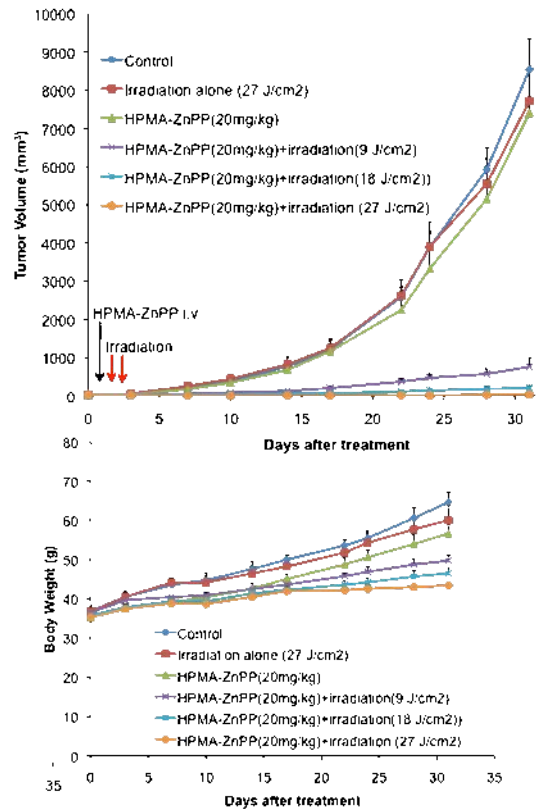 10000
9000
8000
7000
6000
5000
4000
3000
2000
1000
0
Tumor Volume (mm³)
Control
Irradiation alone (27 J/cm2)
HPMA-ZnPP(20mg/kg)
HPMA-ZnPP(20mg/kg)+irradiation(9 J/cm2)
HPMA-ZnPP(20mg/kg)+irradiation(18 J/cm2))
HPMA-ZnPP(20mg/kg)+irradiation (27 J/cm2)
HPMA-ZnPP i.v
Irradiation
0 5 10 15 20 25 30
Days after treatment
80
70
60
50
40
30
20
10
0
Body Weight (g)
Control
Irradiation alone (27 J/cm2)
HPMA-ZnPP(20mg/kg)
HPMA-ZnPP(20mg/kg)+irradiation(9 J/cm2)
HPMA-ZnPP(20mg/kg)+irradiation(18 J/cm2))
HPMA-ZnPP(20mg/kg)+irradiation (27 J/cm2)
35
0 5 10 15 20 25 30 35
Days after treatment